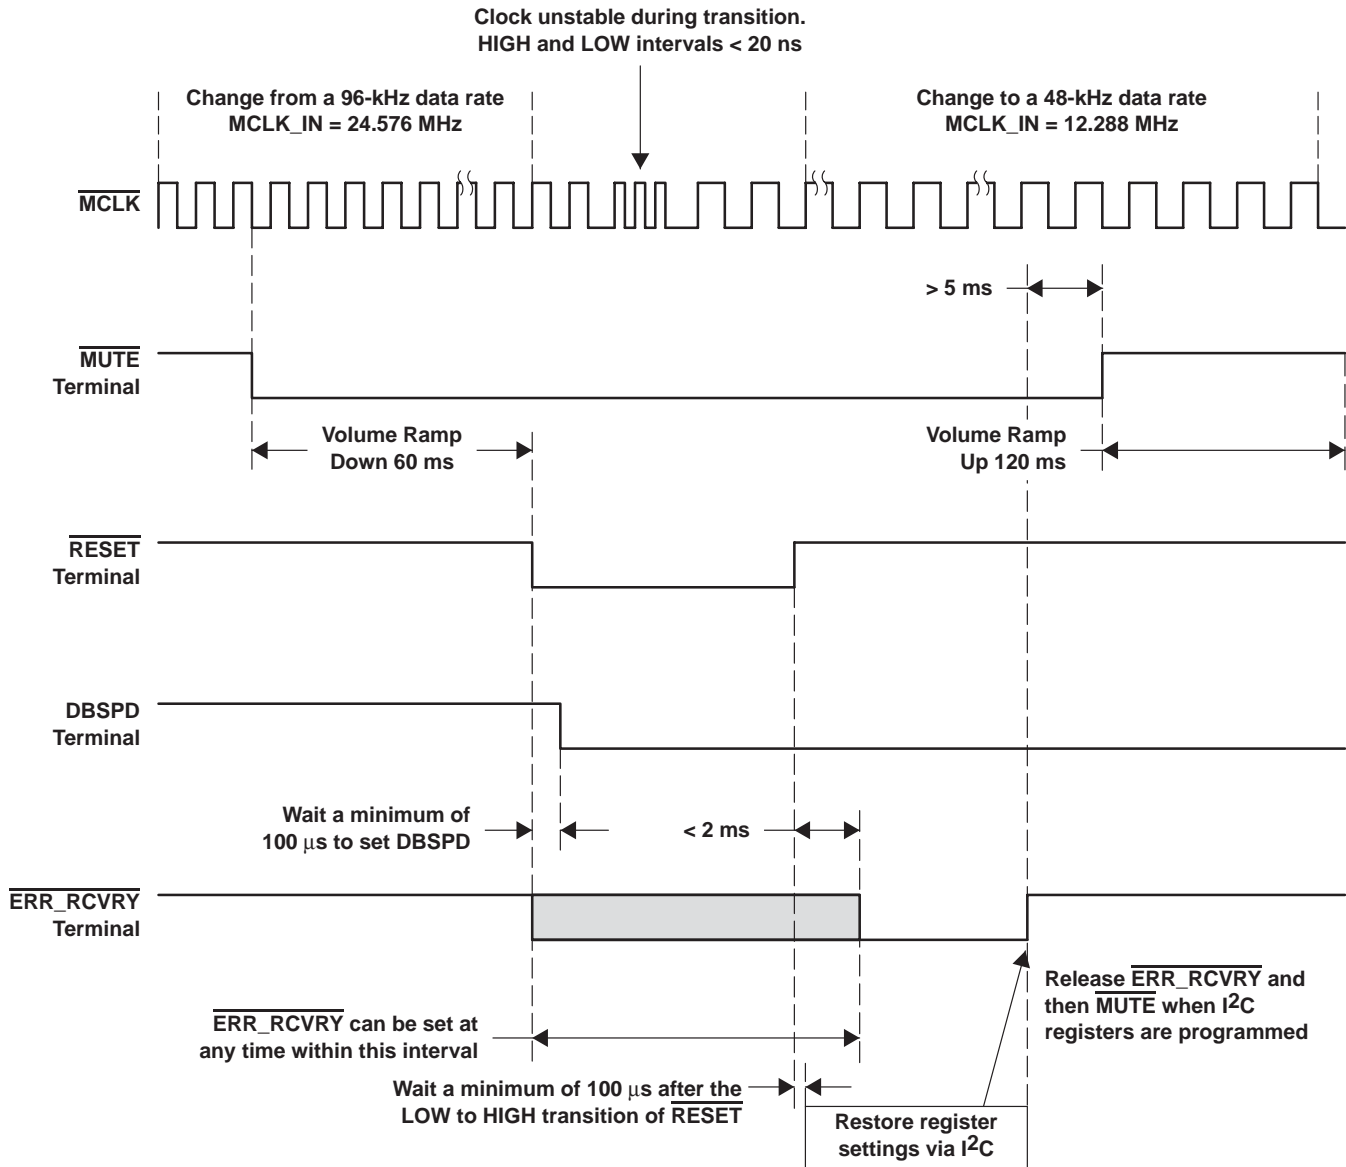 Clock unstable during transition.
HIGH and LOW intervals < 20 ns
Change from a 96-kHz data rate
MCLK_IN = 24.576 MHz
Change to a 48-kHz data rate
MCLK_IN = 12.288 MHz
MCLK
> 5 ms
MUTE
Terminal
Volume Ramp
Down 60 ms
Volume Ramp
Up 120 ms
RESET
Terminal
DBSPD
Terminal
Wait a minimum of
100 μs to set DBSPD
< 2 ms
ERR_RCVRY
Terminal
ERR_RCVRY can be set at
any time within this interval
Release ERR_RCVRY and
then MUTE when I2C
registers are programmed
Wait a minimum of 100 μs after the
LOW to HIGH transition of RESET
Restore register
settings via I2C